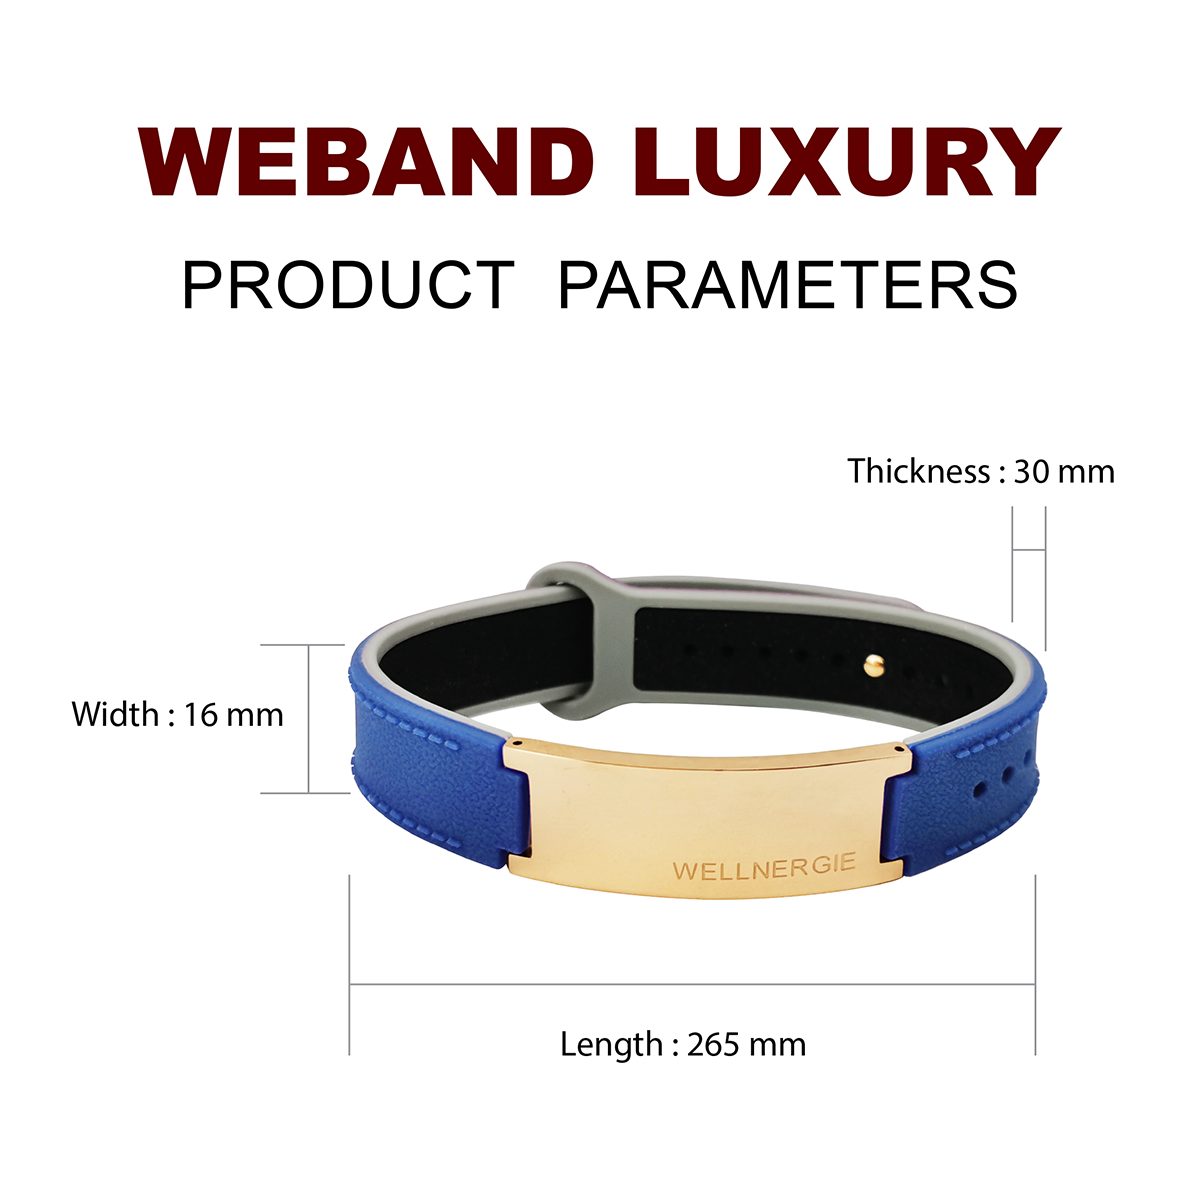 WEBAND LUXURY
PRODUCT PARAMETERS
Thickness : 30 mm
Width : 16 mm
WELLNERGIE
Length : 265 mm